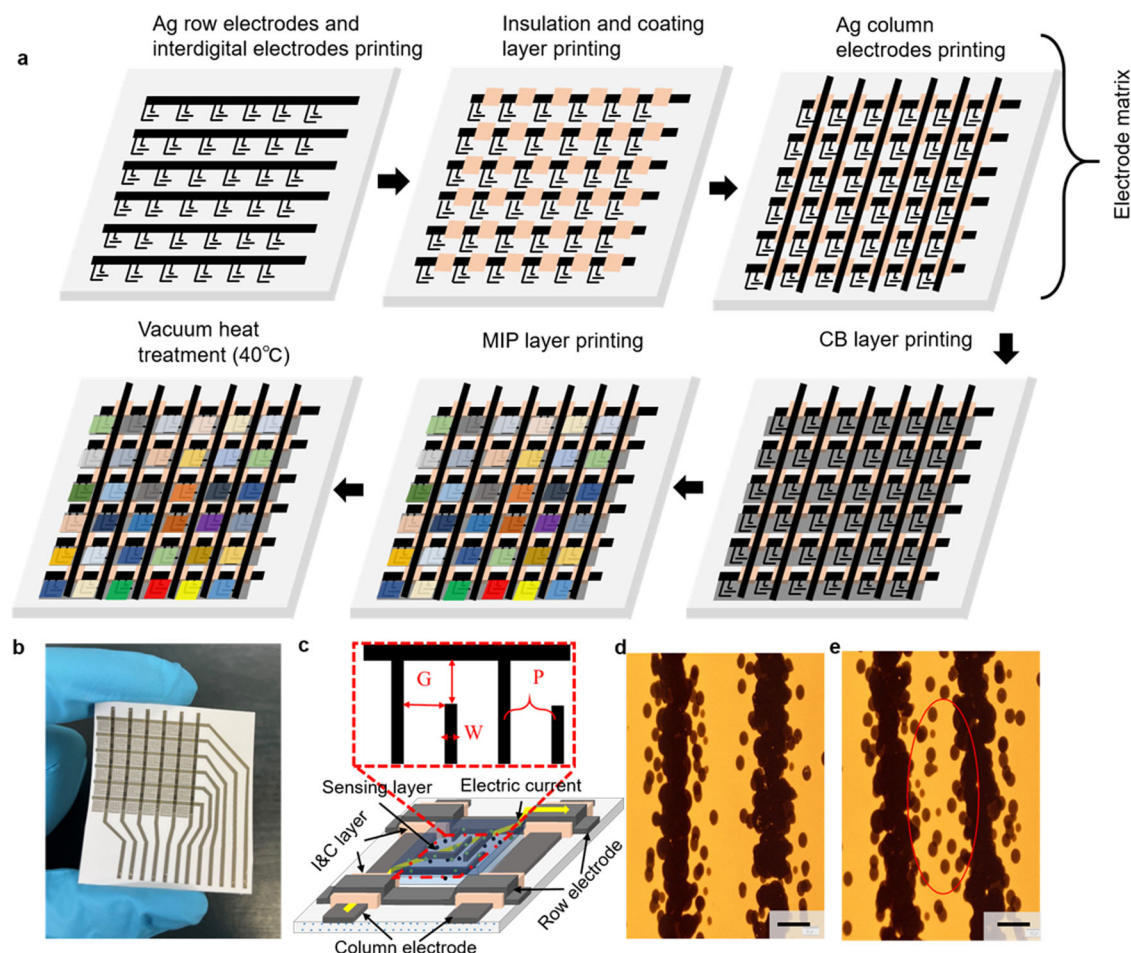 a
Ag row electrodes and
interdigital electrodes printing
Insulation and coating
layer printing
Ag column
electrodes printing
Electrode matrix
Vacuum heat
treatment (40℃)
MIP layer printing
CB layer printing
b
c
G
P
W
Sensing layer
Electric current
I&C layer
Row electrode
Column electrode
d
e